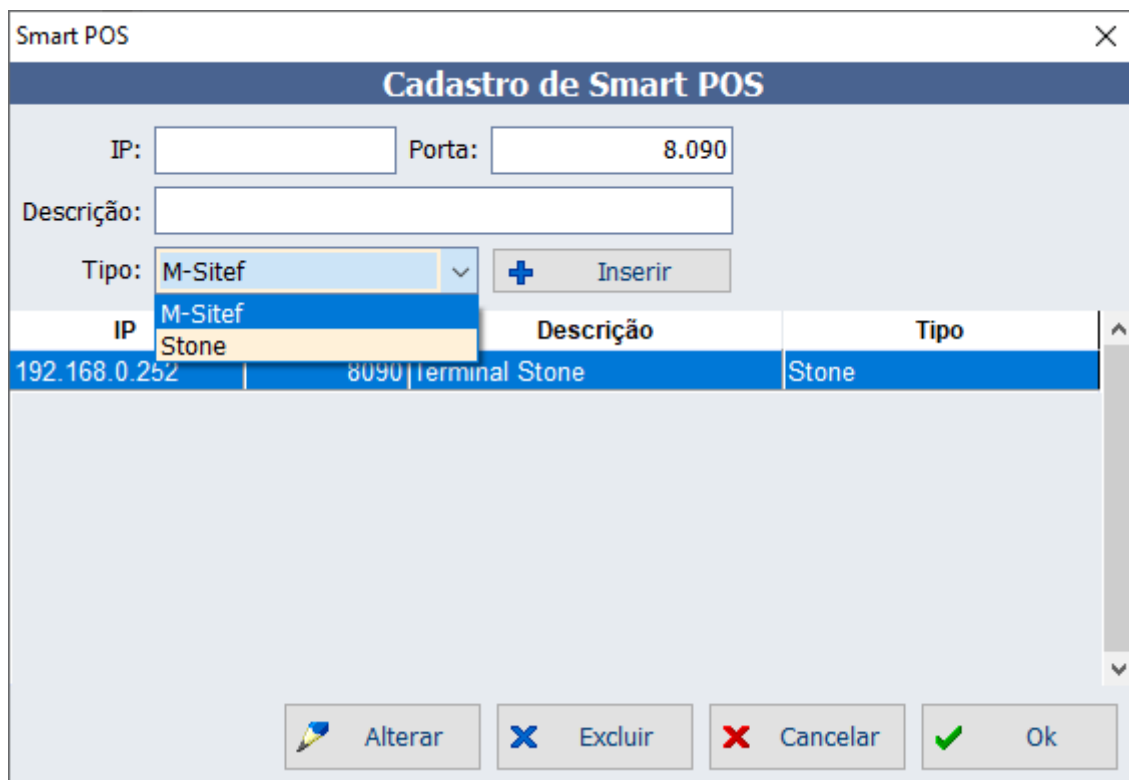 Smart POS
Cadastro de Smart POS
IP: Porta: 8.090
Descrição:
Tipo: M-Sitef Inserir
M-Sitef
Stone
IP Descrição Tipo
192.168.0.252 8090 Terminal Stone Stone
Alterar Excluir Cancelar Ok